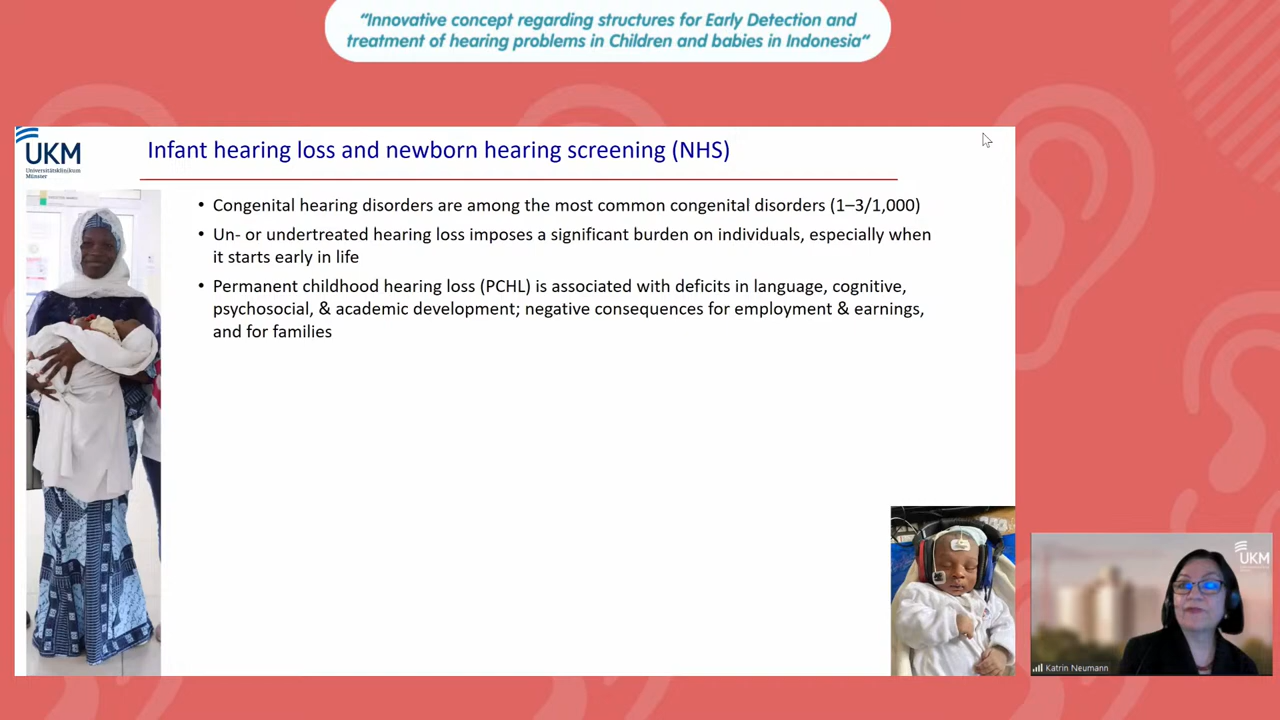 “Innovative concept regarding structures for Early Detection and
treatment of hearing problems in Children and babies in Indonesia“
UKM
Universitätsklinikum
Münster
Infant hearing loss and newborn hearing screening (NHS)
• Congenital hearing disorders are among the most common congenital disorders (1–3/1,000)
• Un- or undertreated hearing loss imposes a significant burden on individuals, especially when
it starts early in life
• Permanent childhood hearing loss (PCHL) is associated with deficits in language, cognitive,
psychosocial, & academic development; negative consequences for employment & earnings,
and for families
UKM
Katrin Neumann